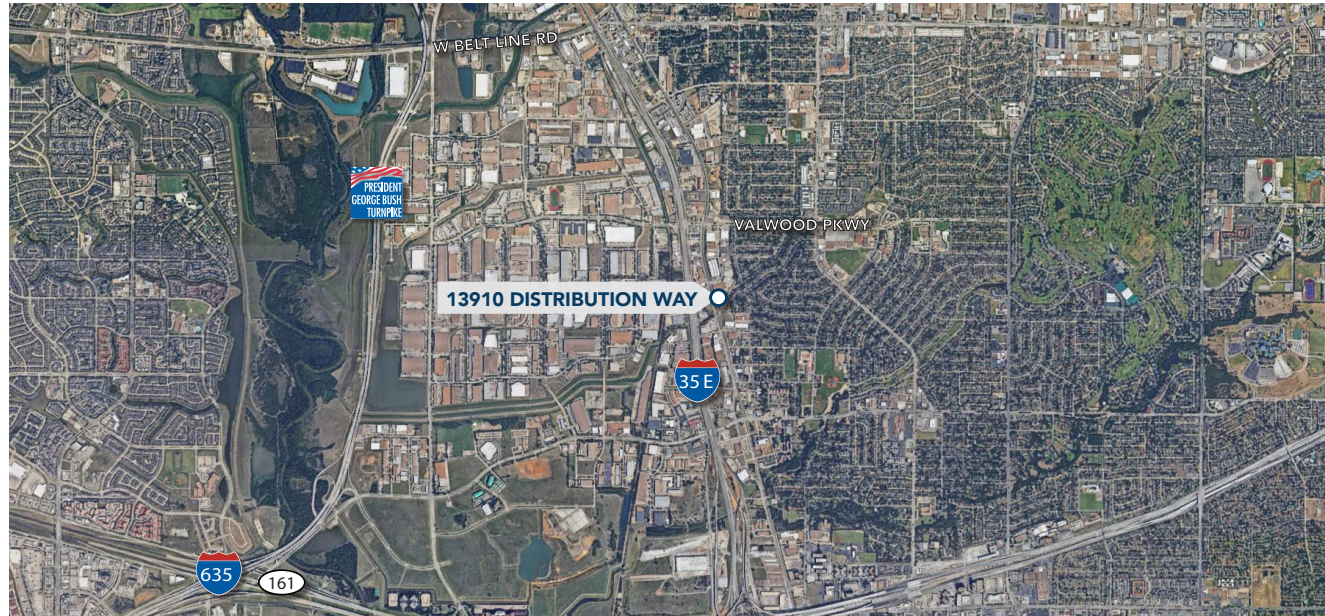 W BELT LINE RD
PRESIDENT
GEORGE BUSH
TURNPIKE
VALWOOD PKWY
13910 DISTRIBUTION WAY
35 E
635
161